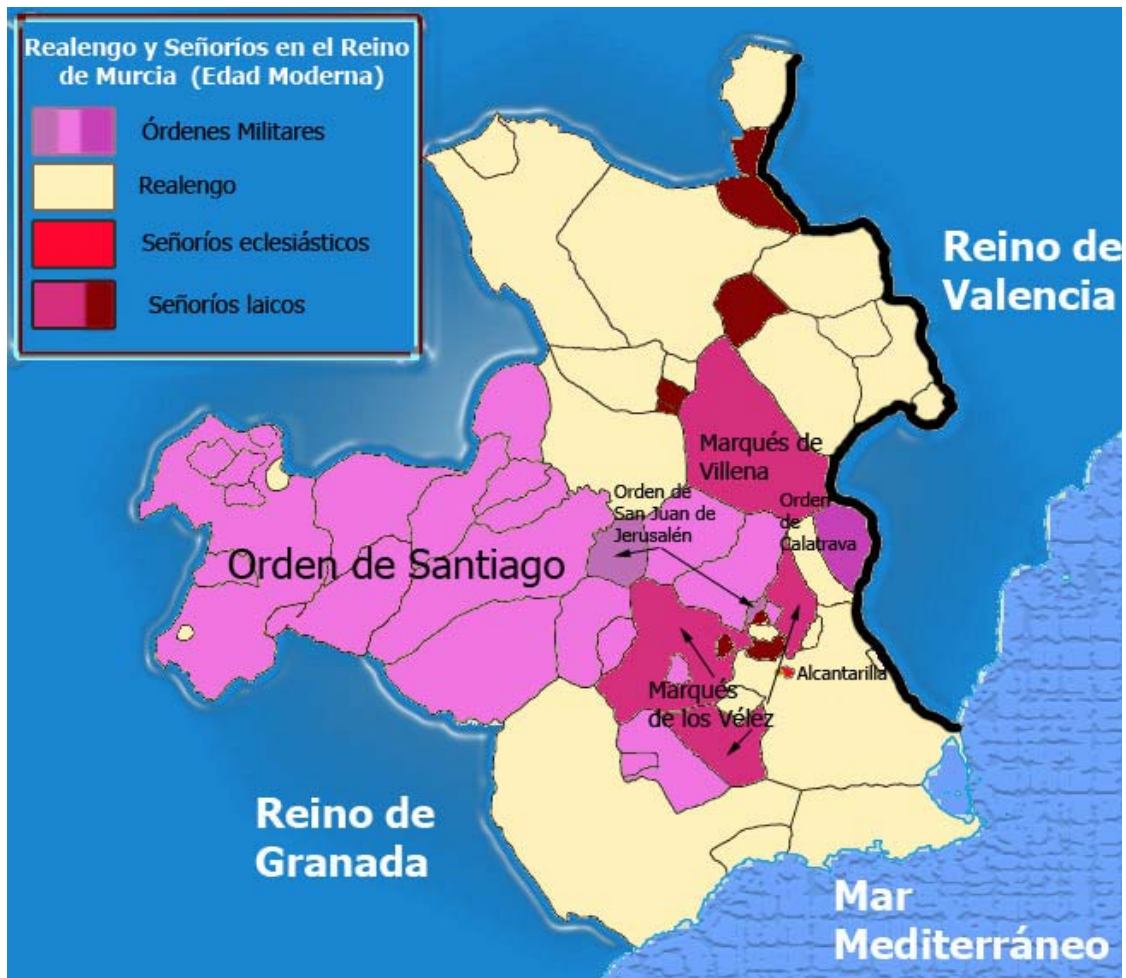 Realengo y Señoríos en el Reino
de Murcia (Edad Moderna)
Órdenes Militares
Realengo
Señoríos eclesiásticos
Señoríos laicos
Reino de
Valencia
Marqués de
Villena
Orden de
San Juan de
Jerusalén
Orden
de
Calatrava
Orden de Santiago
Alcantarilla
Marqués
de los Vélez
Reino de
Granada
Mar
Mediterráneo